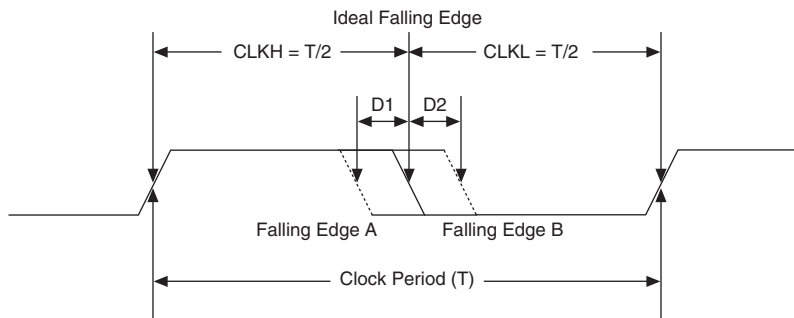 Ideal Falling Edge
CLKH = T/2
CLKL = T/2
D1
D2
Falling Edge A
Falling Edge B
Clock Period (T)